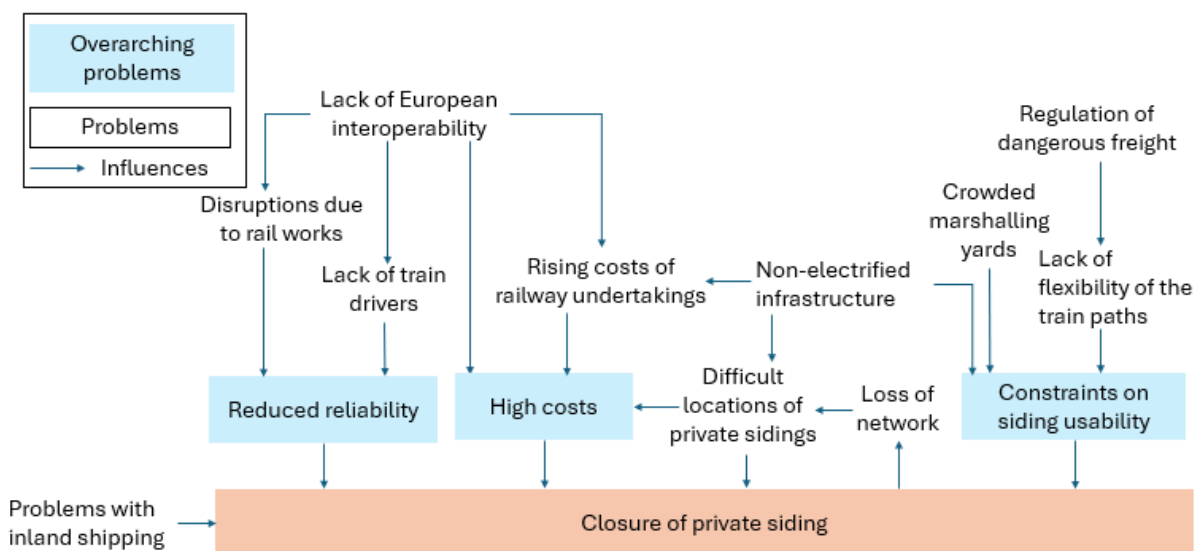 Overarching
problems
Problems
Influences
Lack of European
interoperability
Regulation of
dangerous freight
Disruptions due
to rail works
Crowded
marshalling
yards
Lack of train
drivers
Rising costs of
railway undertakings
Non-electrified
infrastructure
Lack of
flexibility of the
train paths
Reduced reliability
High costs
Difficult
locations of
private sidings
Loss of
network
Constraints on
siding usability
Problems with
inland shipping
Closure of private siding